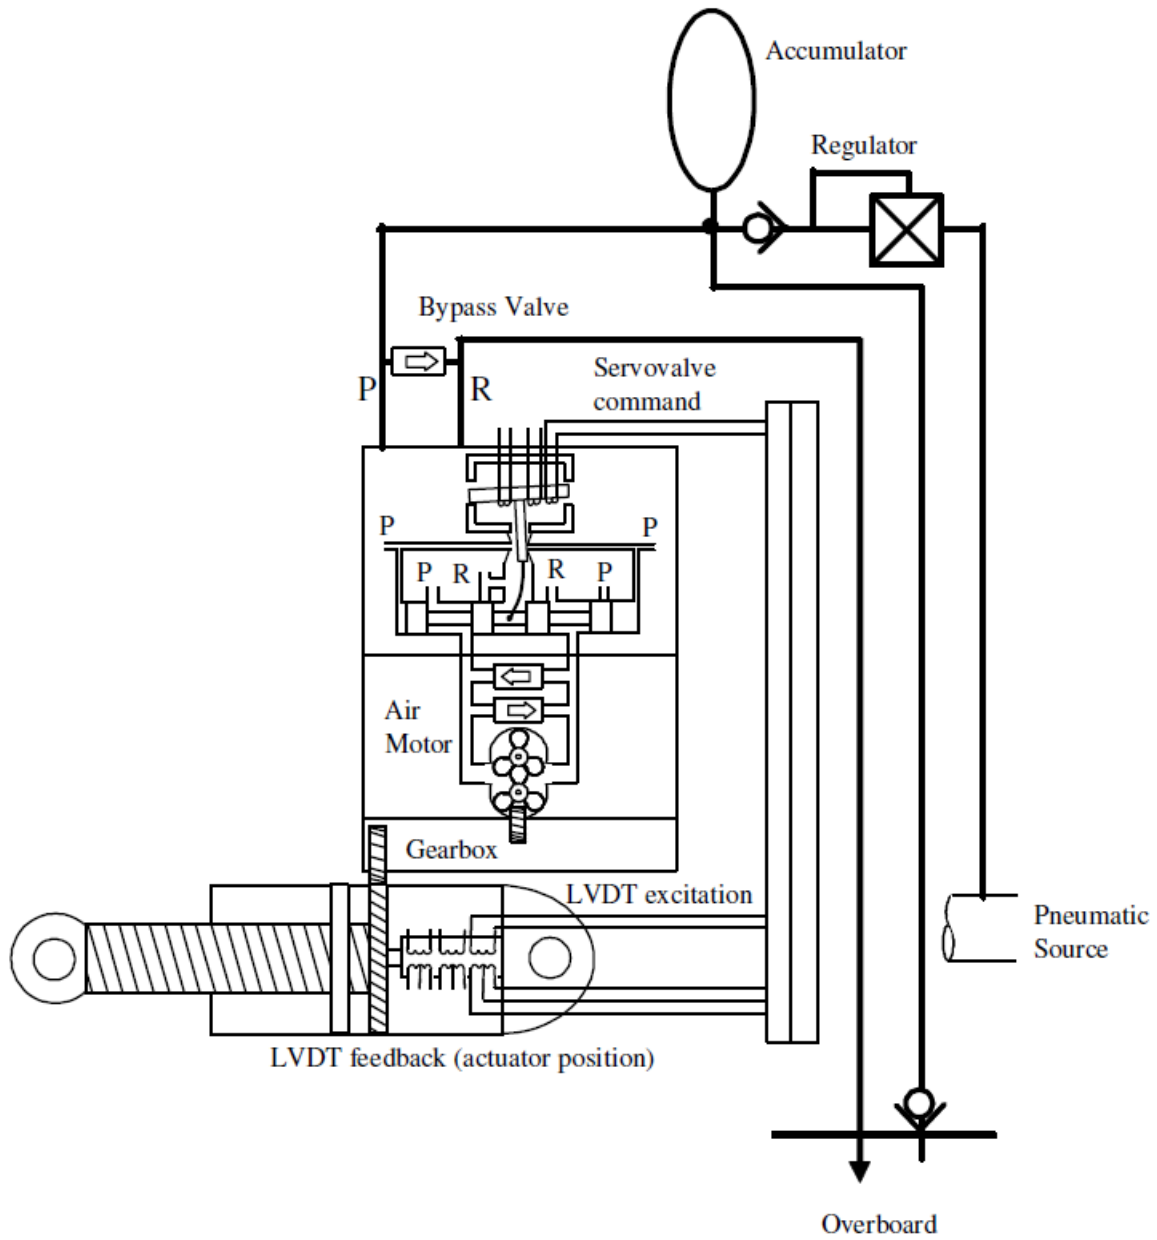 Accumulator
Regulator
Bypass Valve
P
R
Servovalve
command
P
P
P
R
R
P
Air
Motor
Gearbox
LVDT excitation
Pneumatic
Source
LVDT feedback (actuator position)
Overboard